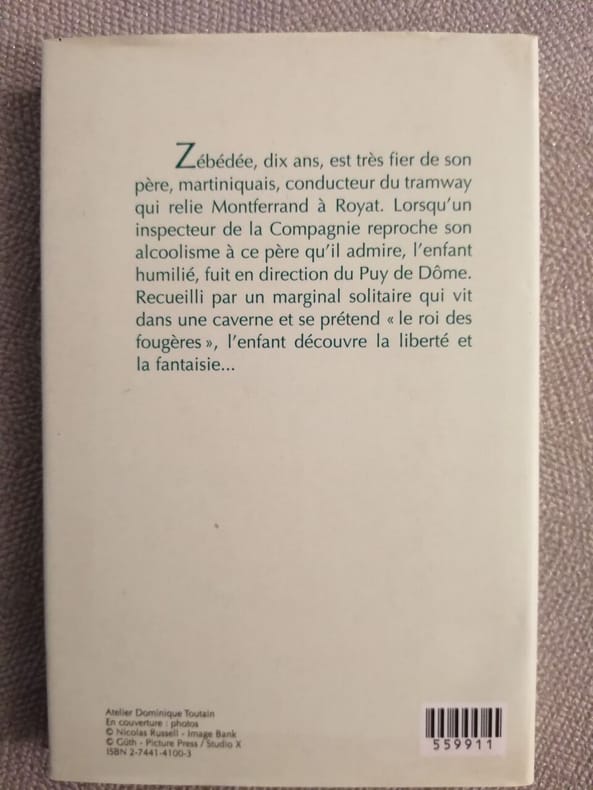 Zébédée, dix ans, est très fier de son
père, martiniquais, conducteur du tramway
qui relie Montferrand à Royat. Lorsqu'un
inspecteur de la Compagnie reproche son
alcoolisme à ce père qu'il admire, l'enfant
humilié, fuit en direction du Puy de Dôme.
Recueilli par un marginal solitaire qui vit
dans une caverne et se prétend « le roi des
fougères », l'enfant découvre la liberté et
la fantaisie...
Atelier Dominique Toutain
En couverture : photos
© Nicolas Russell - Image Bank
© Güth - Picture Press / Studio X
ISBN 2-7441-4100-3
559911